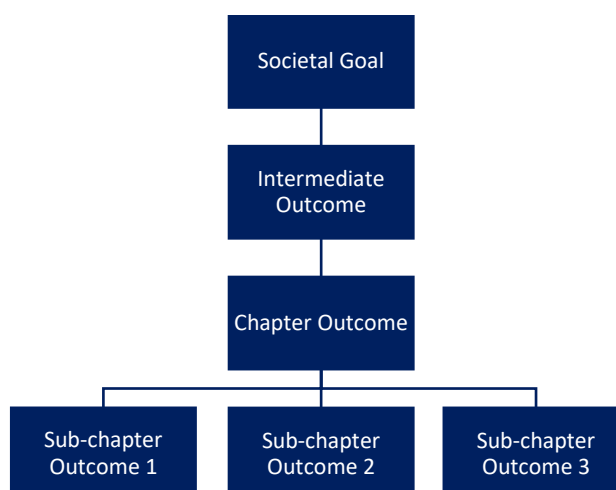 Societal Goal
Intermediate
Outcome
Chapter Outcome
Sub-chapter
Outcome 1
Sub-chapter
Outcome 2
Sub-chapter
Outcome 3